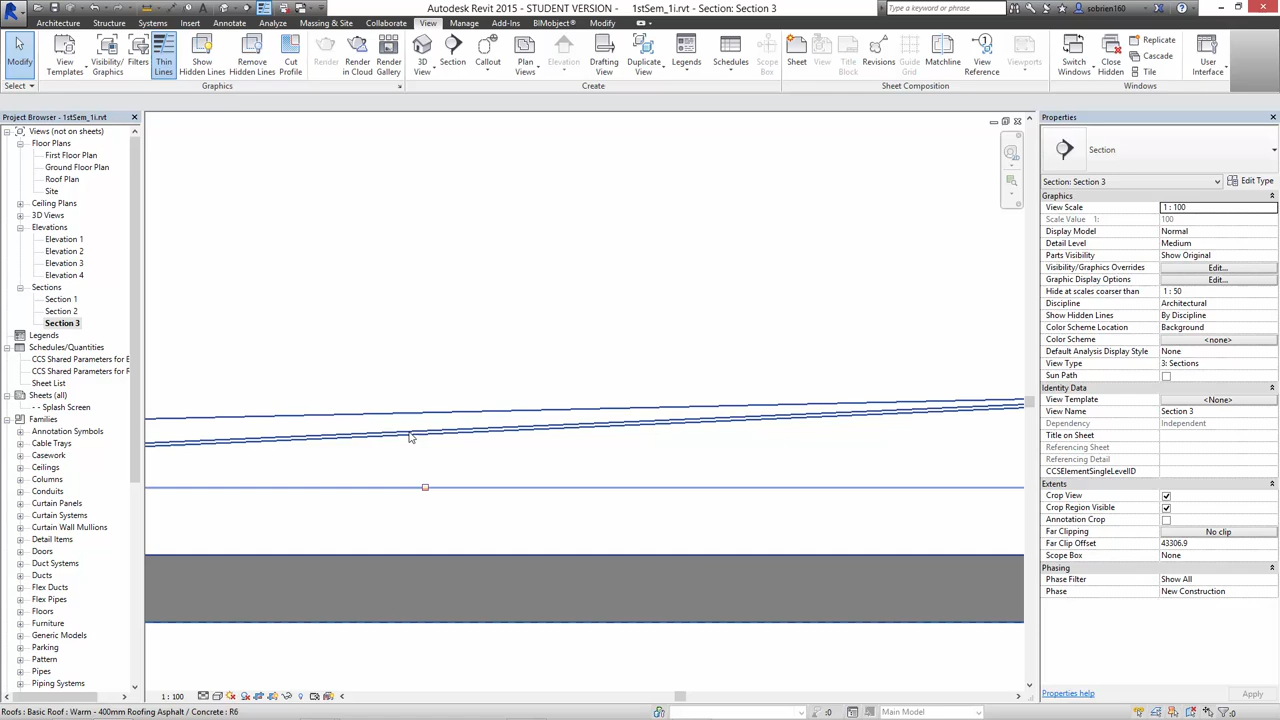 Autodesk Revit 2015 - STUDENT VERSION - 1stSem_1i.rvt - Section: Section 3
Type a keyword or phrase
sobrien160
Architecture Structure Systems Insert Annotate Analyze Massing & Site Collaborate View Manage Add-Ins BIMobject® Modify
Modify
View Templates
Visibility/ Graphics
Filters
Thin Lines
Show Hidden Lines
Remove Hidden Lines
Cut Profile
Render
Render in Cloud
Render Gallery
3D View
Section
Callout
Plan Views
Elevation
Drafting View
Duplicate View
Legends
Schedules
Scope Box
Sheet
View
Title Block
Revisions
Guide Grid
Matchline
View Reference
Viewports
Switch Windows
Close Hidden
Replicate
Cascade
Tile
User Interface
Select Graphics Create Sheet Composition Windows
Project Browser - 1stSem_1i.rvt
Views (not on sheets)
Floor Plans
First Floor Plan
Ground Floor Plan
Roof Plan
Site
Ceiling Plans
3D Views
Elevations
Elevation 1
Elevation 2
Elevation 3
Elevation 4
Sections
Section 1
Section 2
Section 3
Legends
Schedules/Quantities
CCS Shared Parameters for E
CCS Shared Parameters for F
Sheet List
Sheets (all)
- - Splash Screen
Families
Annotation Symbols
Cable Trays
Casework
Ceilings
Columns
Conduits
Curtain Panels
Curtain Systems
Curtain Wall Mullions
Detail Items
Doors
Duct Systems
Ducts
Flex Ducts
Flex Pipes
Floors
Furniture
Generic Models
Parking
Pattern
Pipes
Piping Systems
Properties
Section
Section: Section 3
Edit Type
Graphics
View Scale 1 : 100
Scale Value 1: 100
Display Model Normal
Detail Level Medium
Parts Visibility Show Original
Visibility/Graphics Overrides Edit...
Graphic Display Options Edit...
Hide at scales coarser than 1 : 50
Discipline Architectural
Show Hidden Lines By Discipline
Color Scheme Location Background
Color Scheme <none>
Default Analysis Display Style None
View Type 3: Sections
Sun Path
Identity Data
View Template <None>
View Name Section 3
Dependency Independent
Title on Sheet
Referencing Sheet
Referencing Detail
CCSElementSingleLevelID
Extents
Crop View
Crop Region Visible
Annotation Crop
Far Clipping No clip
Far Clip Offset 43306.9
Scope Box None
Phasing
Phase Filter Show All
Phase New Construction
Properties help
Apply
1 : 100
Roofs : Basic Roof : Warm - 400mm Roofing Asphalt / Concrete : R6
:0
Main Model
:0